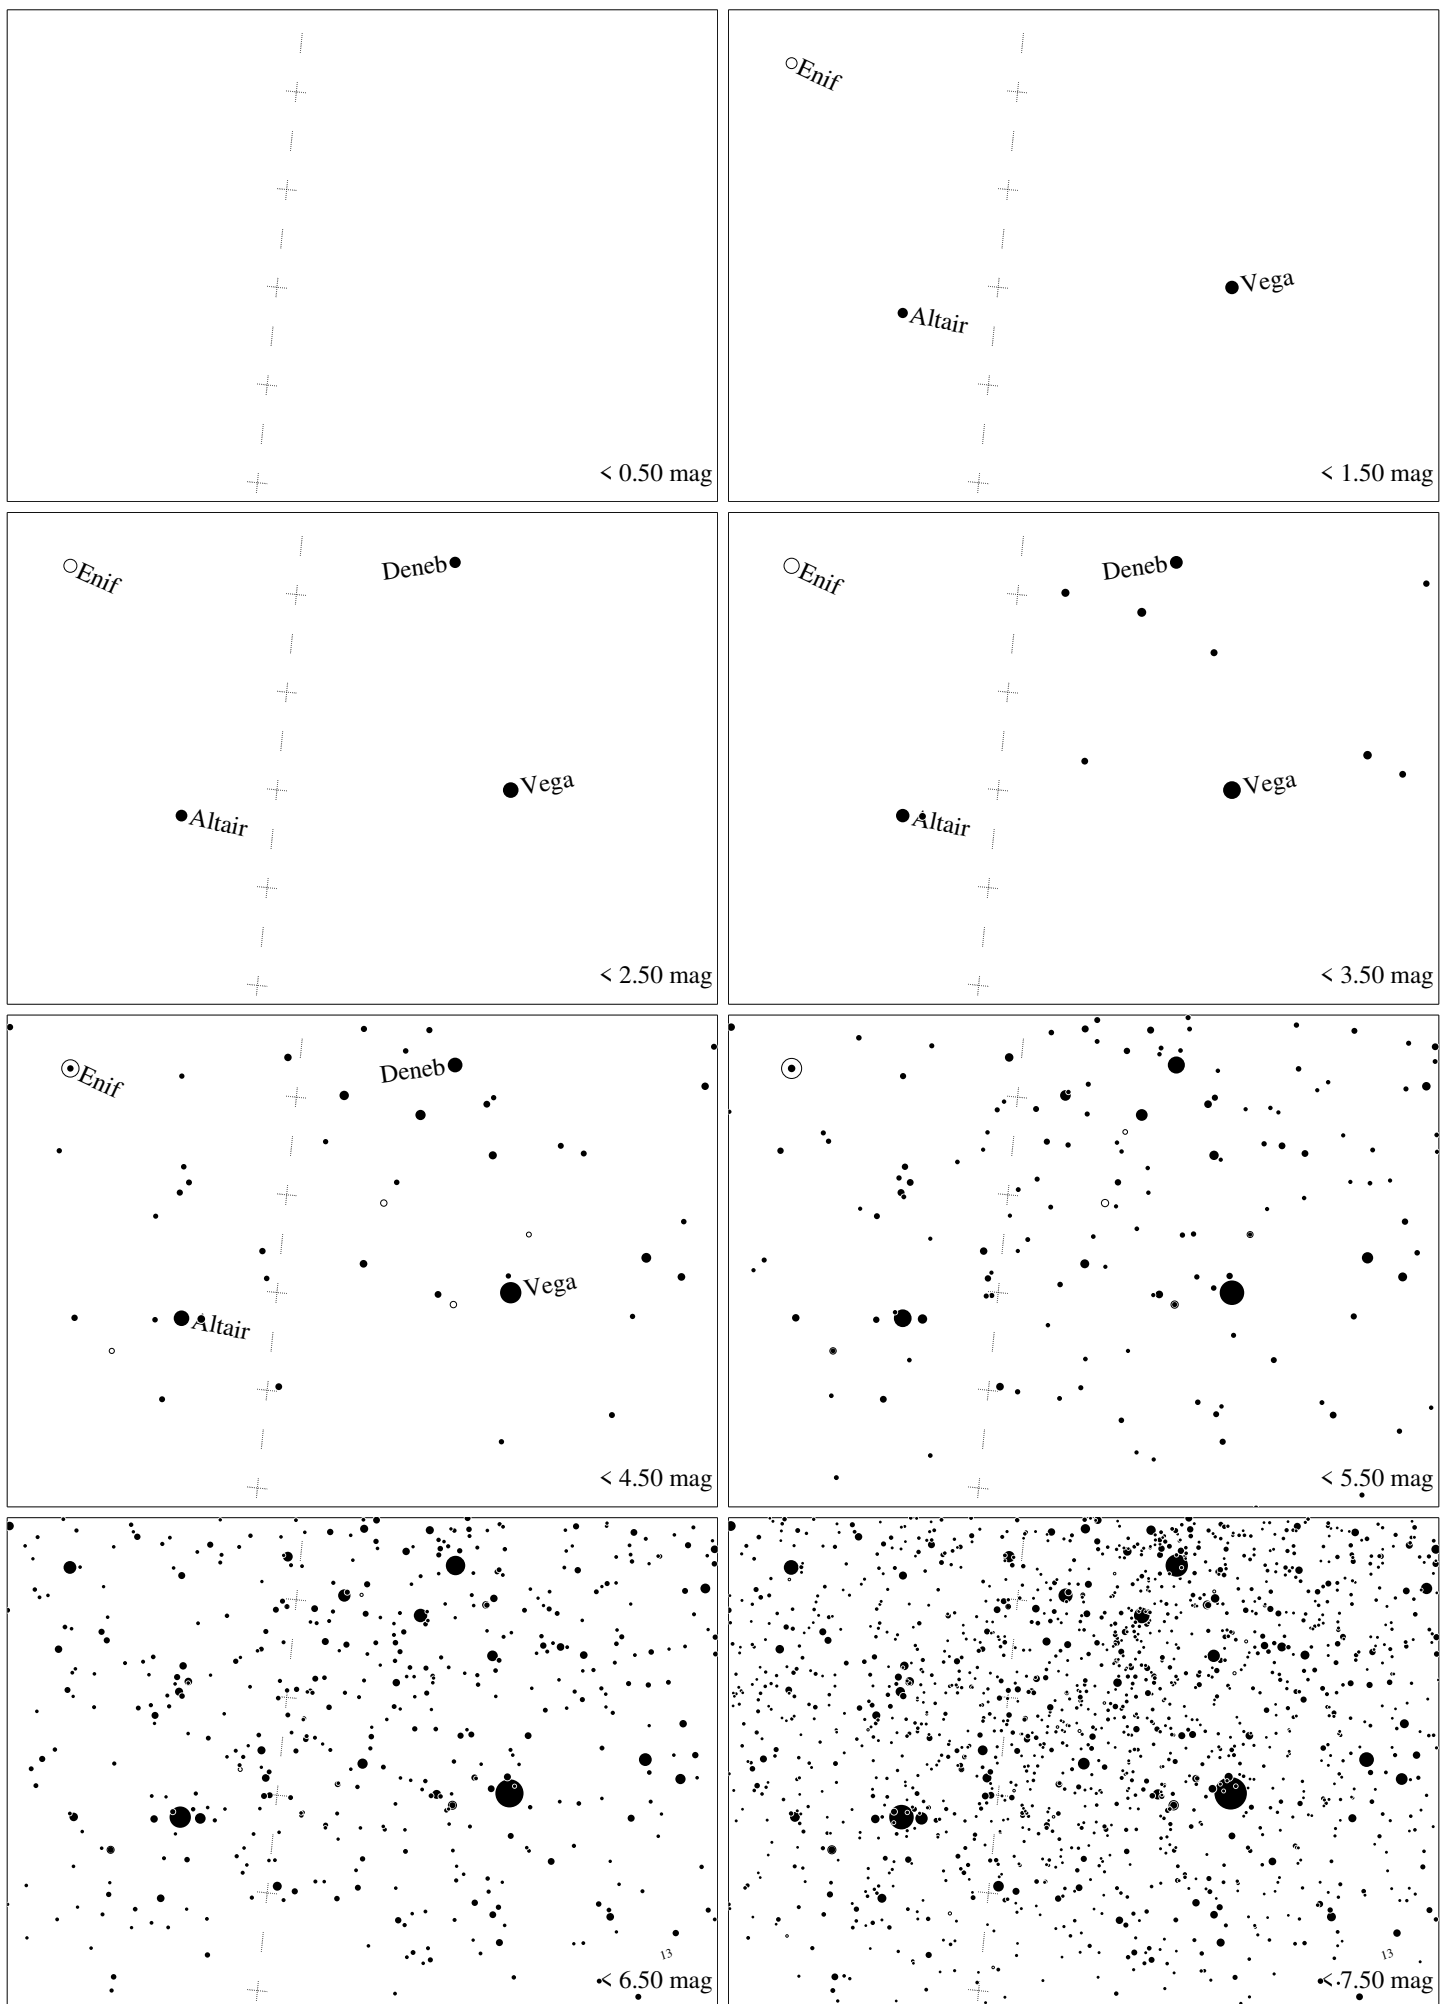 < 0.50 mag
Enif
Vega
Altair
< 1.50 mag
Enif
Deneb
Vega
Altair
< 2.50 mag
Enif
Deneb
Vega
Altair
< 3.50 mag
Enif
Deneb
Vega
Altair
< 4.50 mag
< 5.50 mag
13
< 6.50 mag
13
< 7.50 mag